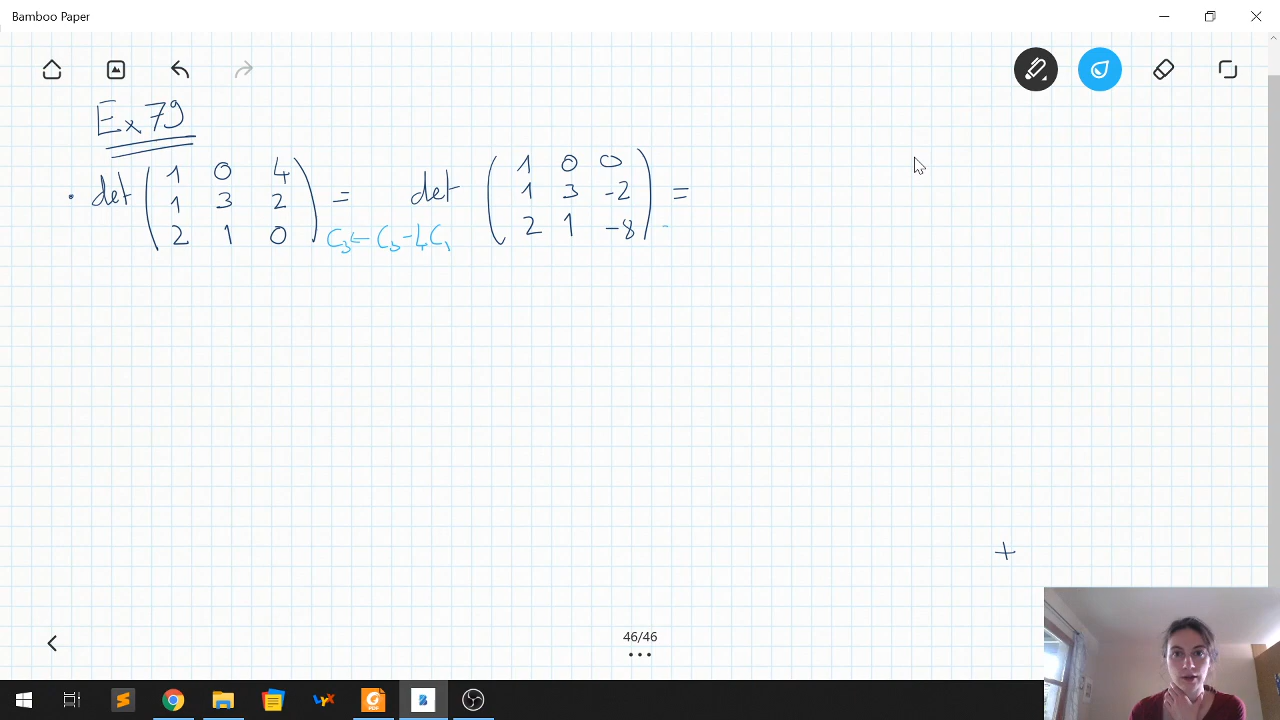 Bamboo Paper
Ex 79
• det ( 1 0 4 = det ( 1 0 0 ) =
1 3 2 1 3 -2
2 1 0 ) C₃ ← C₃ - 4C₁ 2 1 -8
+
46/46